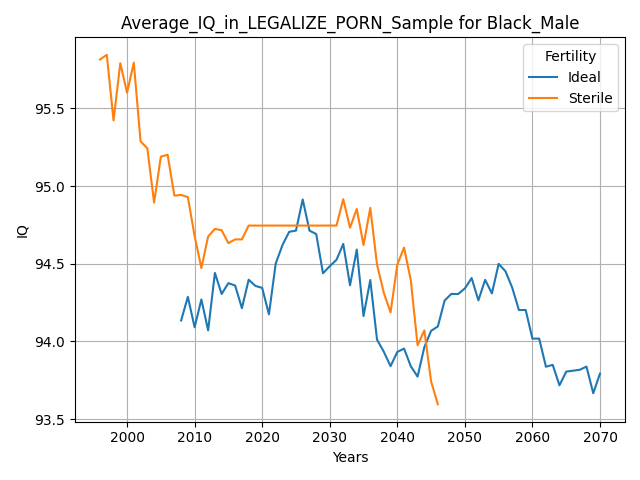 Average_IQ_in_LEGALIZE_PORN_Sample for Black_Male
Fertility
Ideal
Sterile
95.5
95.0
94.5
94.0
93.5
IQ
2000 2010 2020 2030 2040 2050 2060 2070
Years